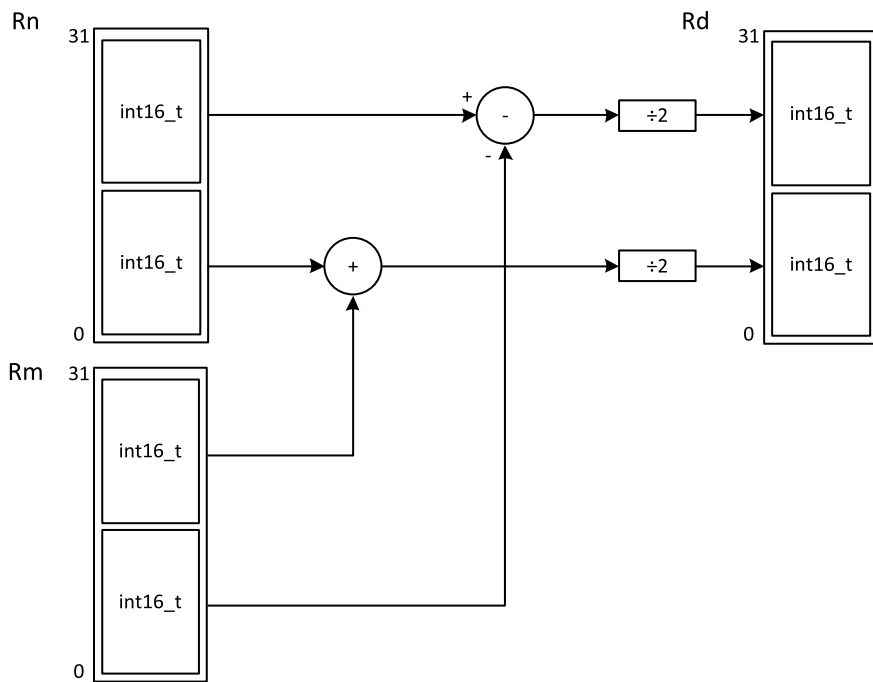 Rn
31
int16_t
int16_t
0
Rm
31
int16_t
int16_t
0
+
-
-
+
÷2
÷2
Rd
31
int16_t
int16_t
0